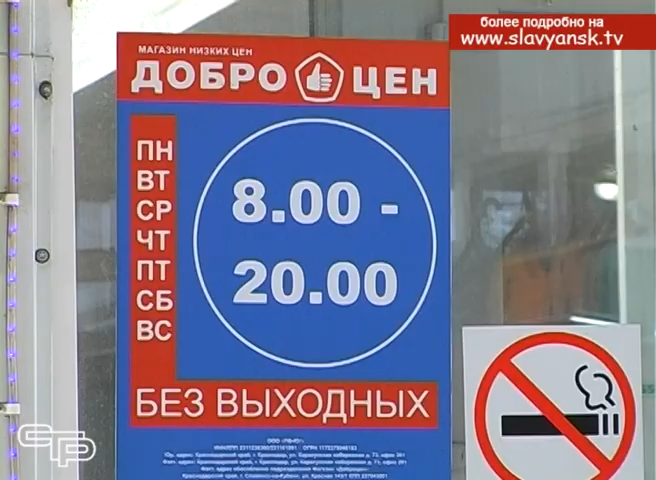 более подробно на
www.slavyansk.tv
МАГАЗИН НИЗКИХ ЦЕН
ДОБРО ЦЕН
ПН
ВТ
СР
ЧТ
ПТ
СБ
ВС
8.00 -
20.00
БЕЗ ВЫХОДНЫХ